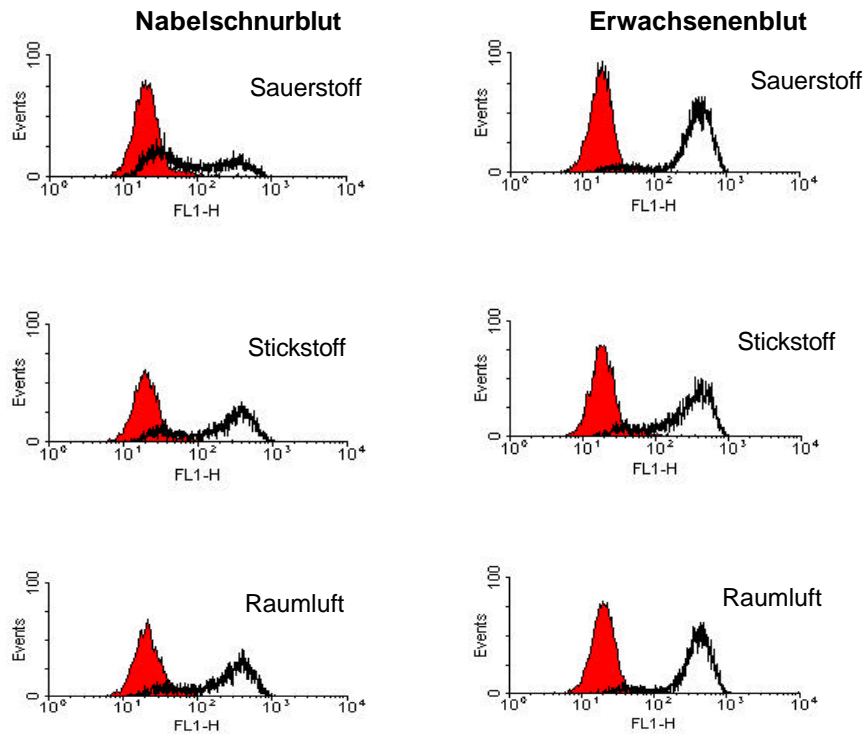 Nabelschnurblut
Erwachsenenblut
100
Events
0
Sauerstoff
10⁰ 10¹ 10² 10³ 10⁴
FL1-H
100
Events
0
Sauerstoff
10⁰ 10¹ 10² 10³ 10⁴
FL1-H
100
Events
0
Stickstoff
10⁰ 10¹ 10² 10³ 10⁴
FL1-H
100
Events
0
Stickstoff
10⁰ 10¹ 10² 10³ 10⁴
FL1-H
100
Events
0
Raumluft
10⁰ 10¹ 10² 10³ 10⁴
FL1-H
100
Events
0
Raumluft
10⁰ 10¹ 10² 10³ 10⁴
FL1-H